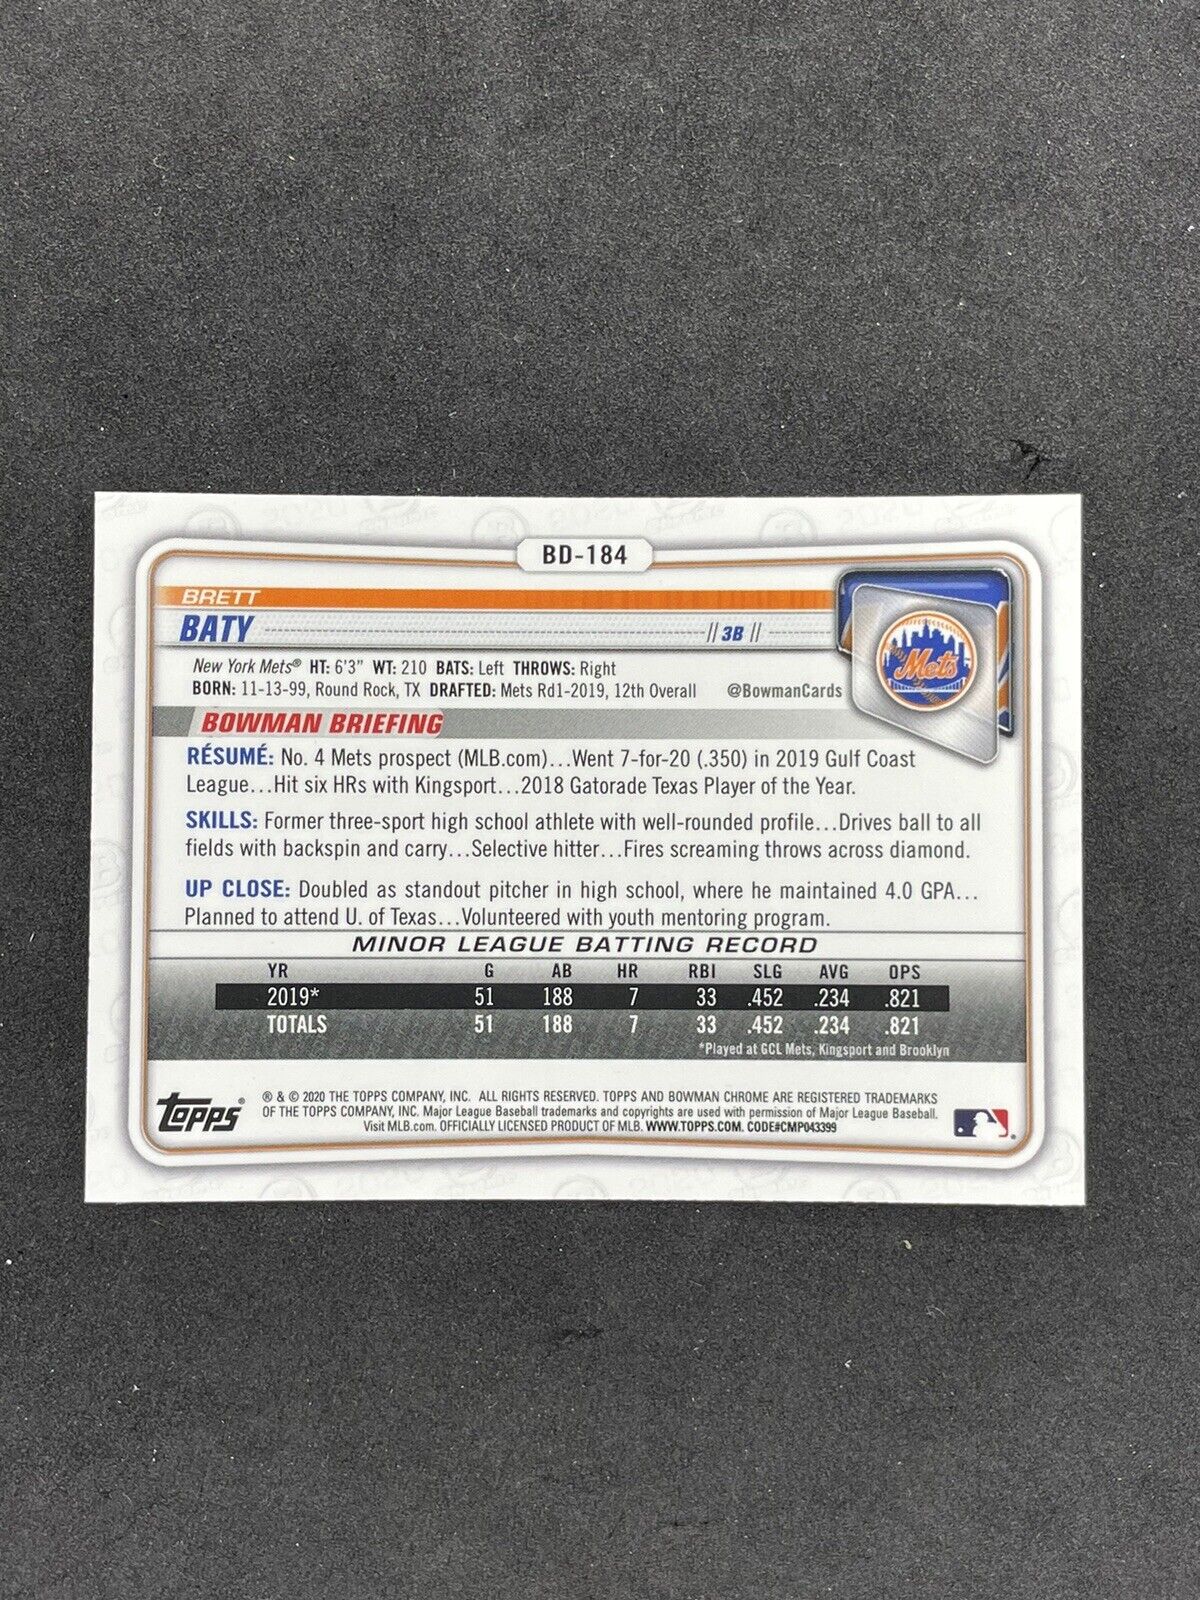 BD-184
BRETT
BATY // 3B //
Mets
New York Mets® HT: 6'3" WT: 210 BATS: Left THROWS: Right
BORN: 11-13-99, Round Rock, TX DRAFTED: Mets Rd1-2019, 12th Overall @BowmanCards
BOWMAN BRIEFING
RÉSUMÉ: No. 4 Mets prospect (MLB.com)...Went 7-for-20 (.350) in 2019 Gulf Coast
League...Hit six HRs with Kingsport...2018 Gatorade Texas Player of the Year.
SKILLS: Former three-sport high school athlete with well-rounded profile...Drives ball to all
fields with backspin and carry...Selective hitter...Fires screaming throws across diamond.
UP CLOSE: Doubled as standout pitcher in high school, where he maintained 4.0 GPA...
Planned to attend U. of Texas...Volunteered with youth mentoring program.
MINOR LEAGUE BATTING RECORD
YR G AB HR RBI SLG AVG OPS
2019* 51 188 7 33 .452 .234 .821
TOTALS 51 188 7 33 .452 .234 .821
*Played at GCL Mets, Kingsport and Brooklyn
topps®
® & © 2020 THE TOPPS COMPANY, INC. ALL RIGHTS RESERVED. TOPPS AND BOWMAN CHROME ARE REGISTERED TRADEMARKS
OF THE TOPPS COMPANY, INC. Major League Baseball trademarks and copyrights are used with permission of Major League Baseball.
Visit MLB.com. OFFICIALLY LICENSED PRODUCT OF MLB. WWW.TOPPS.COM. CODE#CMP043399